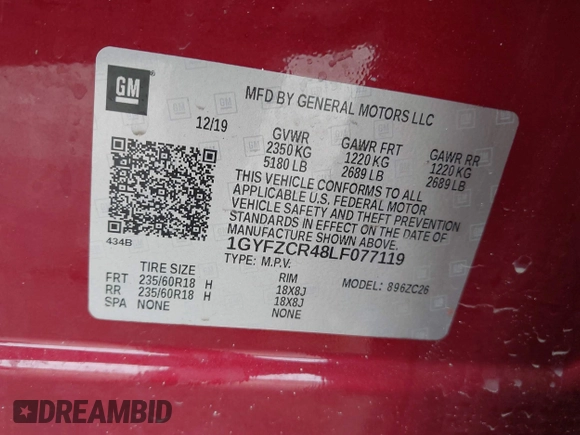 GM
MFD BY GENERAL MOTORS LLC
12/19
GVWR GAWR FRT GAWR RR
2350 KG 1220 KG 1220 KG
5180 LB 2689 LB 2689 LB
THIS VEHICLE CONFORMS TO ALL
APPLICABLE U.S. FEDERAL MOTOR
VEHICLE SAFETY AND THEFT PREVENTION
STANDARDS IN EFFECT ON THE DATE OF
MANUFACTURE SHOWN ABOVE.
434B
1GYFZCR48LF077119
TYPE: M.P.V. MODEL: 896ZC26
TIRE SIZE RIM
FRT 235/60R18 H 18X8J
RR 235/60R18 H 18X8J
SPA NONE NONE
DREAMBID